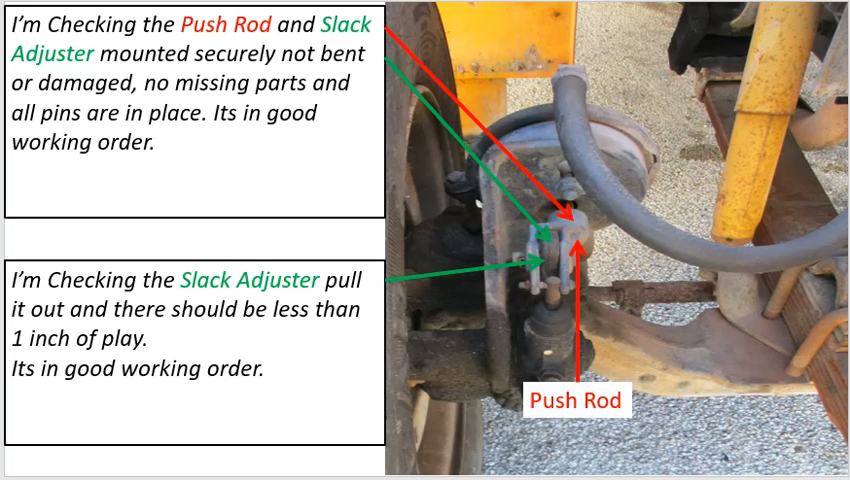 I'm Checking the Push Rod and Slack
Adjuster mounted securely not bent
or damaged, no missing parts and
all pins are in place. Its in good
working order.
I'm Checking the Slack Adjuster pull
it out and there should be less than
1 inch of play.
Its in good working order.
Push Rod